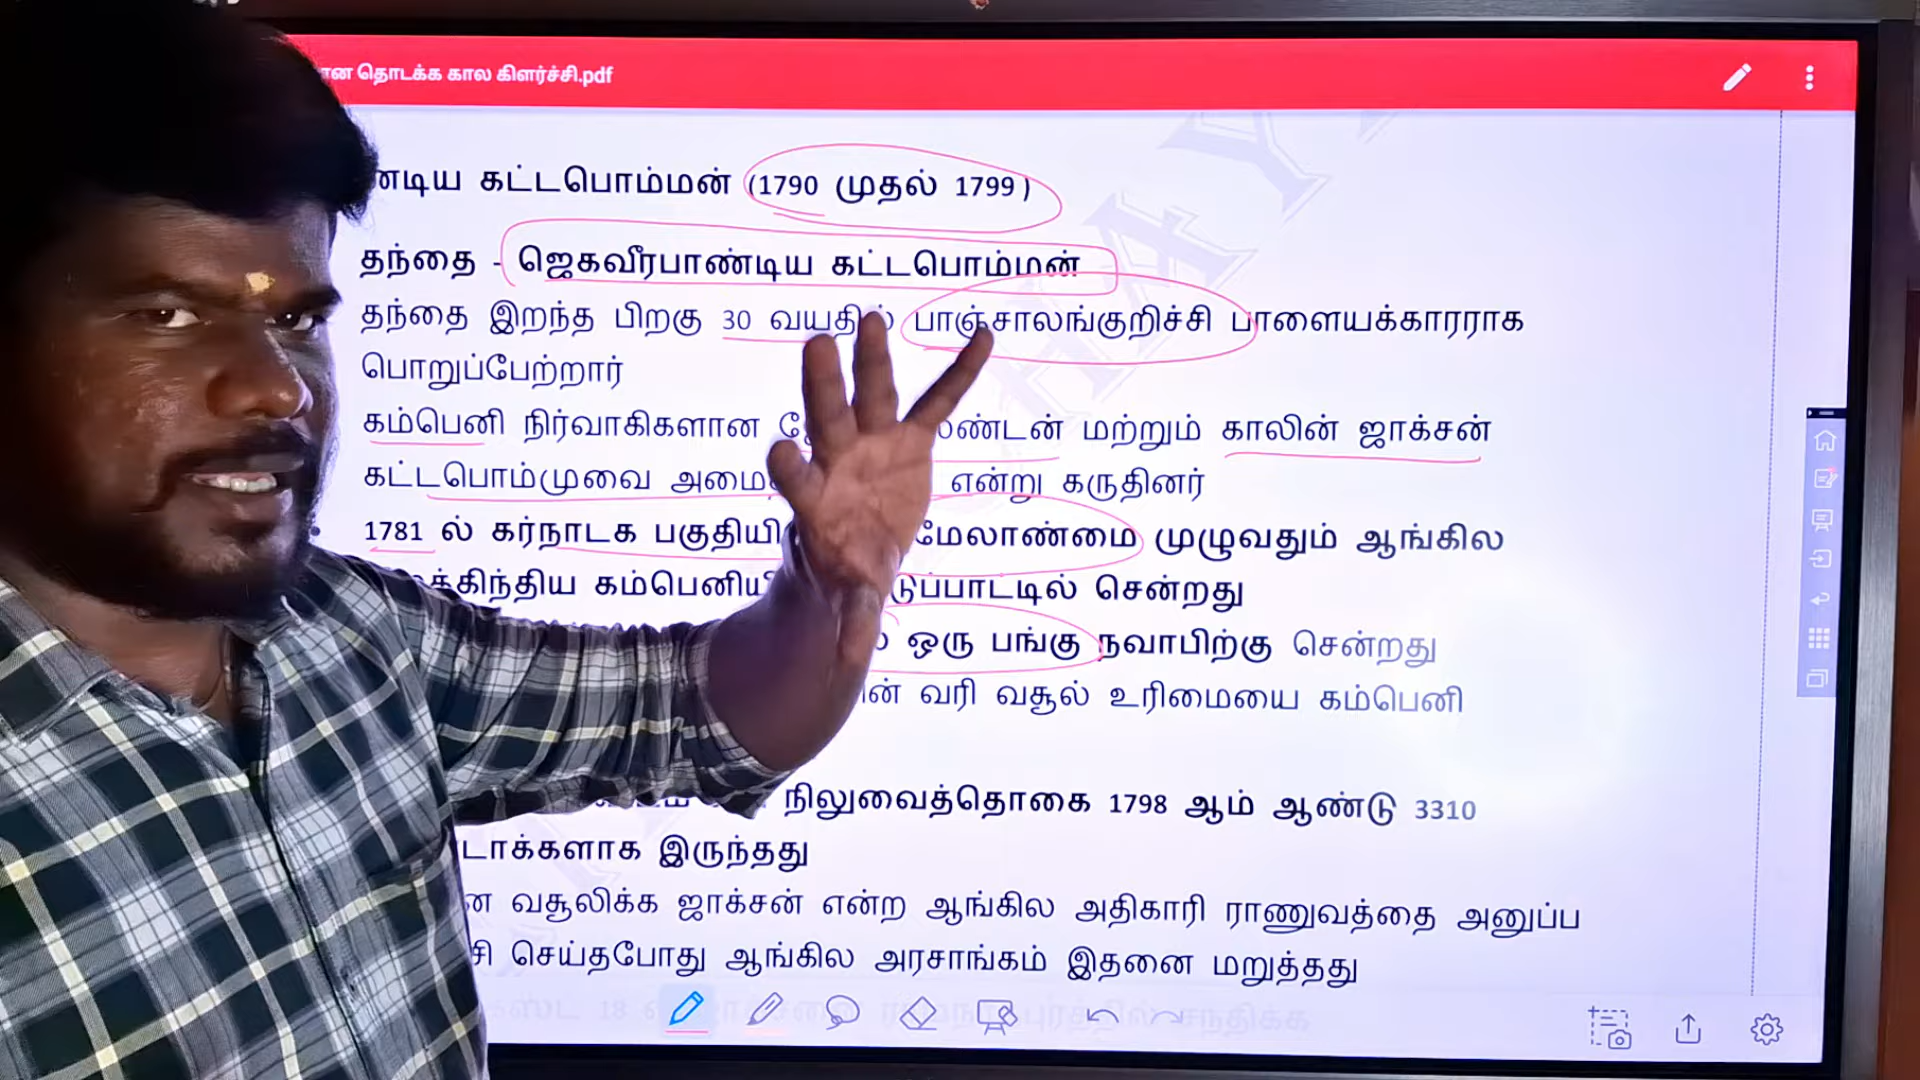 தொடக்க கால கிளர்ச்சி.pdf
கட்டபொம்மன் (1790 முதல் 1799 )
தந்தை - ஜெகவீரபாண்டிய கட்டபொம்மன்
தந்தை இறந்த பிறகு 30 வயதில் பாஞ்சாலங்குறிச்சி பாளையக்காரராக
பொறுப்பேற்றார்
கம்பெனி நிர்வாகிகளான மற்றும் காலின் ஜாக்சன்
கட்டபொம்முவை என்று கருதினர்
1781 ல் கர்நாடக மேலாண்மை முழுவதும் ஆங்கில
சென்றது
ஒரு பங்கு நவாபிற்கு சென்றது
வரி வசூல் உரிமையை கம்பெனி
நிலுவைத்தொகை 1798 ஆம் ஆண்டு 3310
இருந்தது
வசூலிக்க ஜாக்சன் என்ற ஆங்கில அதிகாரி ராணுவத்தை அனுப்ப
செய்தபோது ஆங்கில அரசாங்கம் இதனை மறுத்தது